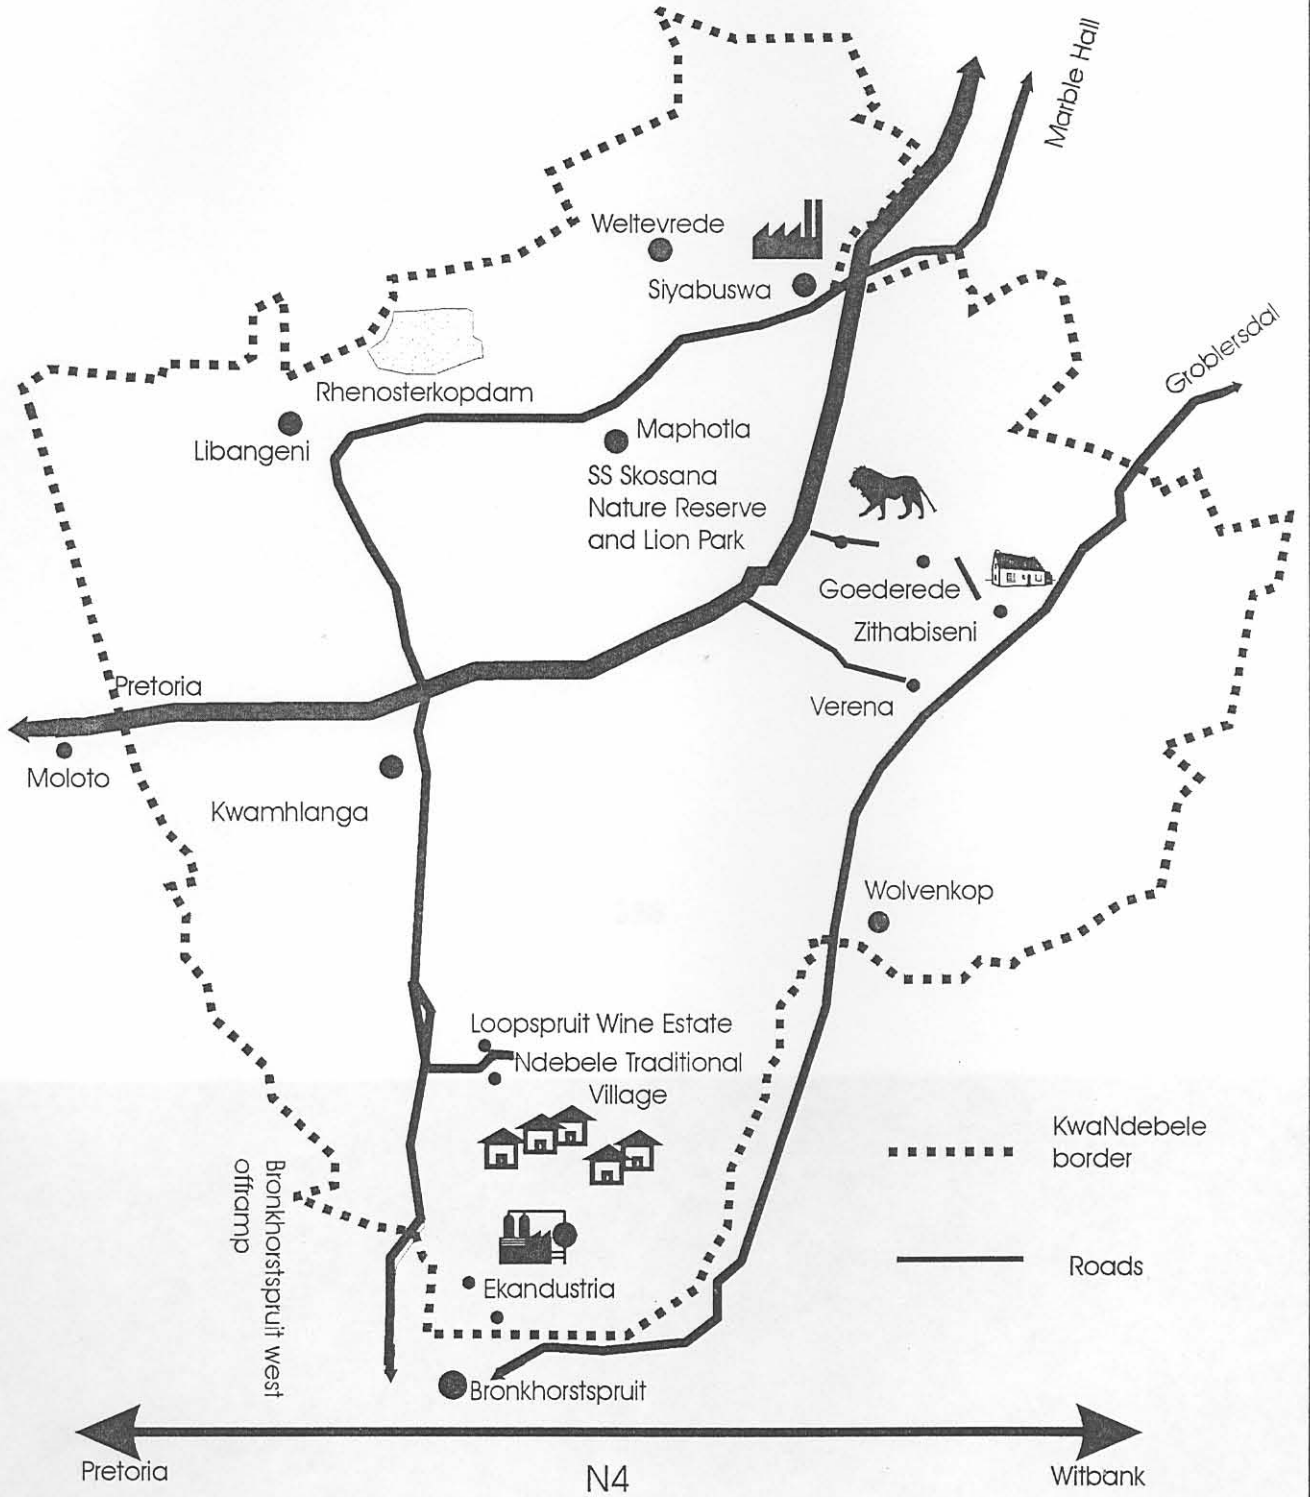 Marble Hall
Weltevrede
Siyabuswa
Groblersdal
Rhenosterkopdam
Libangeni
Maphotla
SS Skosana
Nature Reserve
and Lion Park
Goederede
Zithabiseni
Pretoria
Verena
Moloto
Kwamhlanga
Wolvenkop
Loopspruit Wine Estate
Ndebele Traditional
Village
KwaNdebele
border
Bronkhorstspruit west
offramp
Roads
Ekandustria
Bronkhorstspruit
Pretoria
N4
Witbank